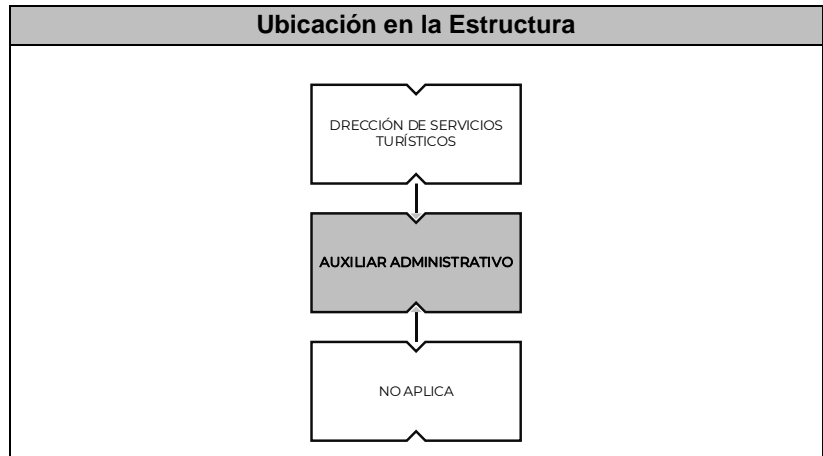 Ubicación en la Estructura
DRECCIÓN DE SERVICIOS
TURÍSTICOS
AUXILIAR ADMINISTRATIVO
NO APLICA